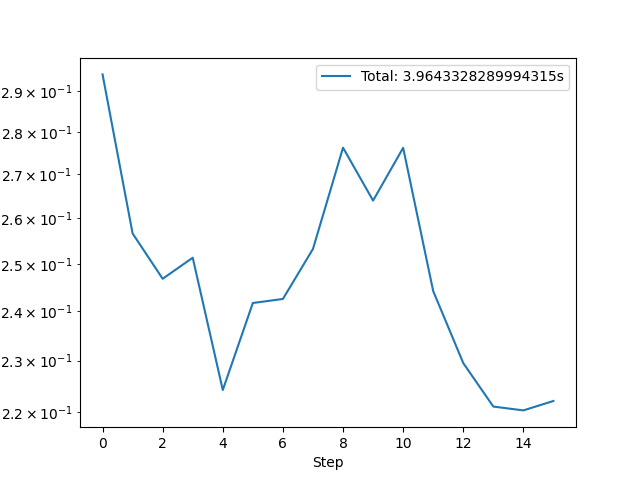 Total: 3.9643328289994315s
2.9 × 10⁻¹
2.8 × 10⁻¹
2.7 × 10⁻¹
2.6 × 10⁻¹
2.5 × 10⁻¹
2.4 × 10⁻¹
2.3 × 10⁻¹
2.2 × 10⁻¹
0 2 4 6 8 10 12 14
Step